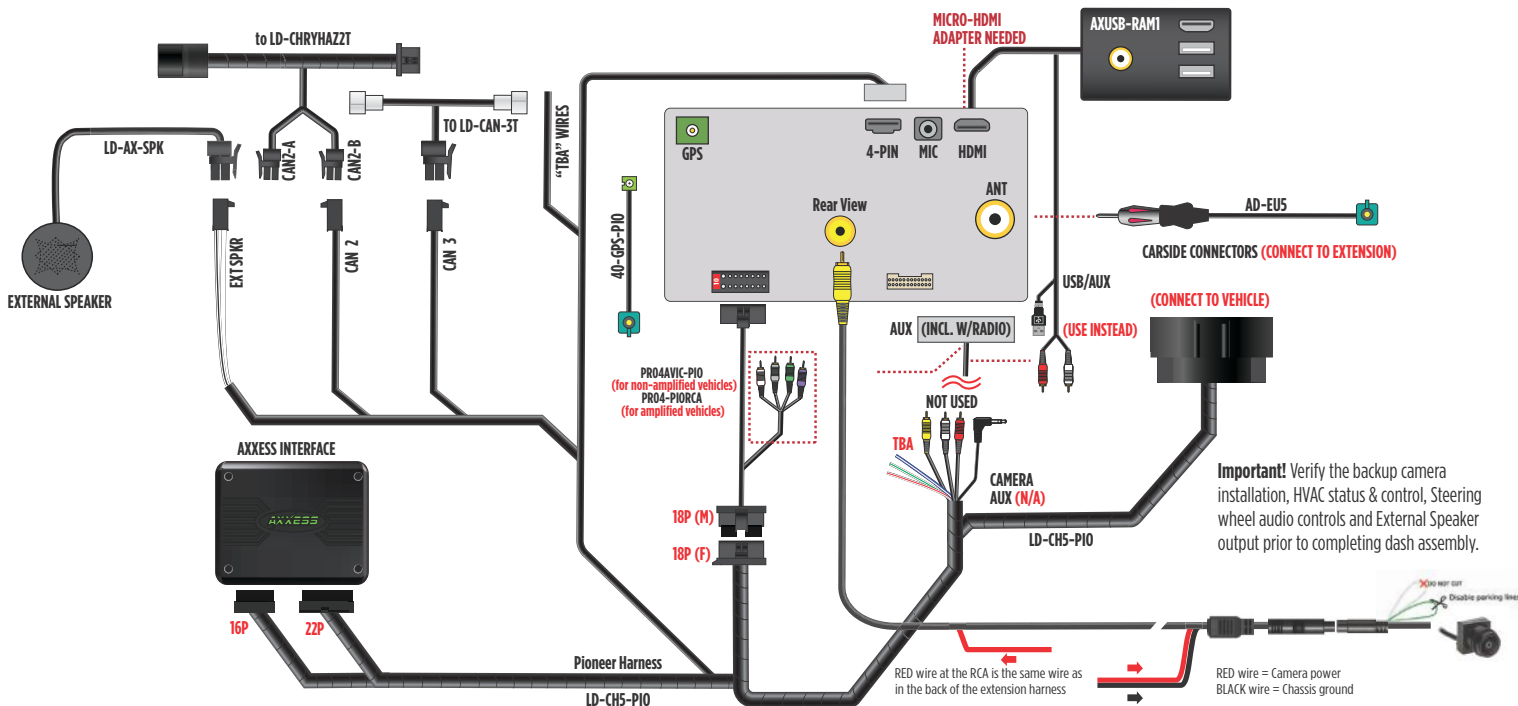 to LD-CHRYHAZ2T
MICRO-HDMI
ADAPTER NEEDED
AXUSB-RAM1
LD-AX-SPK
CAN2-A
CAN2-B
TO LD-CAN-3T
"TBA" WIRES
GPS
4-PIN
MIC
HDMI
ANT
Rear View
AD-EU5
CARSIDE CONNECTORS (CONNECT TO EXTENSION)
EXTERNAL SPEAKER
EXT SPKR
CAN 2
CAN 3
40-GPS-PIO
10
USB/AUX
(CONNECT TO VEHICLE)
AUX
(INCL. W/RADIO)
(USE INSTEAD)
PR04AVIC-PIO
(for non-amplified vehicles)
PR04-PIORCA
(for amplified vehicles)
NOT USED
TBA
AXXESS INTERFACE
AXXESS
CAMERA
AUX (N/A)
18P (M)
18P (F)
LD-CH5-PIO
Important! Verify the backup camera
installation, HVAC status & control, Steering
wheel audio controls and External Speaker
output prior to completing dash assembly.
DO NOT CUT
Disable parking lines
16P
22P
Pioneer Harness
LD-CH5-PIO
RED wire at the RCA is the same wire as
in the back of the extension harness
RED wire = Camera power
BLACK wire = Chassis ground